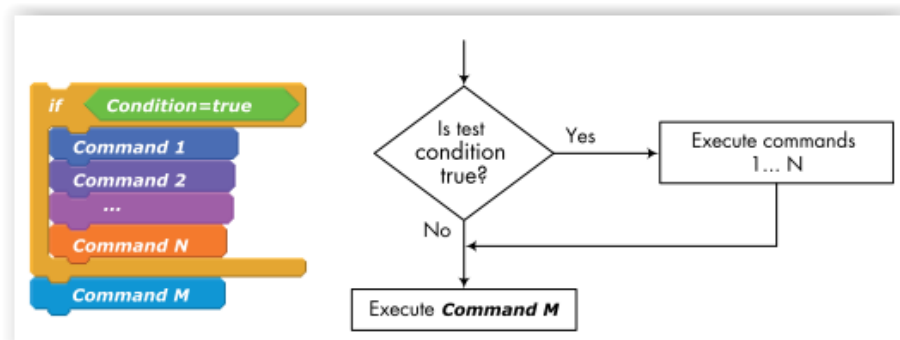 if Condition=true
Command 1
Command 2
...
Command N
Command M
Is test
condition
true?
Yes
Execute commands
1... N
No
Execute Command M